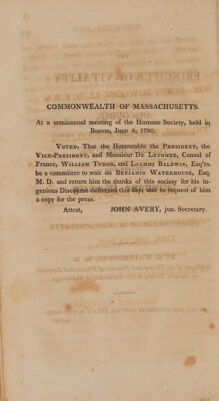 COMMONWEALTH OF MASSACHUSETTS.
At a semiannual meeting of the Humane Society, held in
Boston, June 8, 1790.
VOTED, That the Honourable the PRESIDENT, the
VICE-PRESIDENT, and Monsieur DE LETOMBE, Consul of
France, WILLIAM TUDOR, and LOAMMI BALDWIN, Esq'rs.
be a committee to wait on BENJAMIN WATERHOUSE, Esq.
M. D. and return him the thanks of this society for his in-
genious Discourse delivered this day, and to request of him
a copy for the press.
Attest, JOHN AVERY, jun. Secretary.